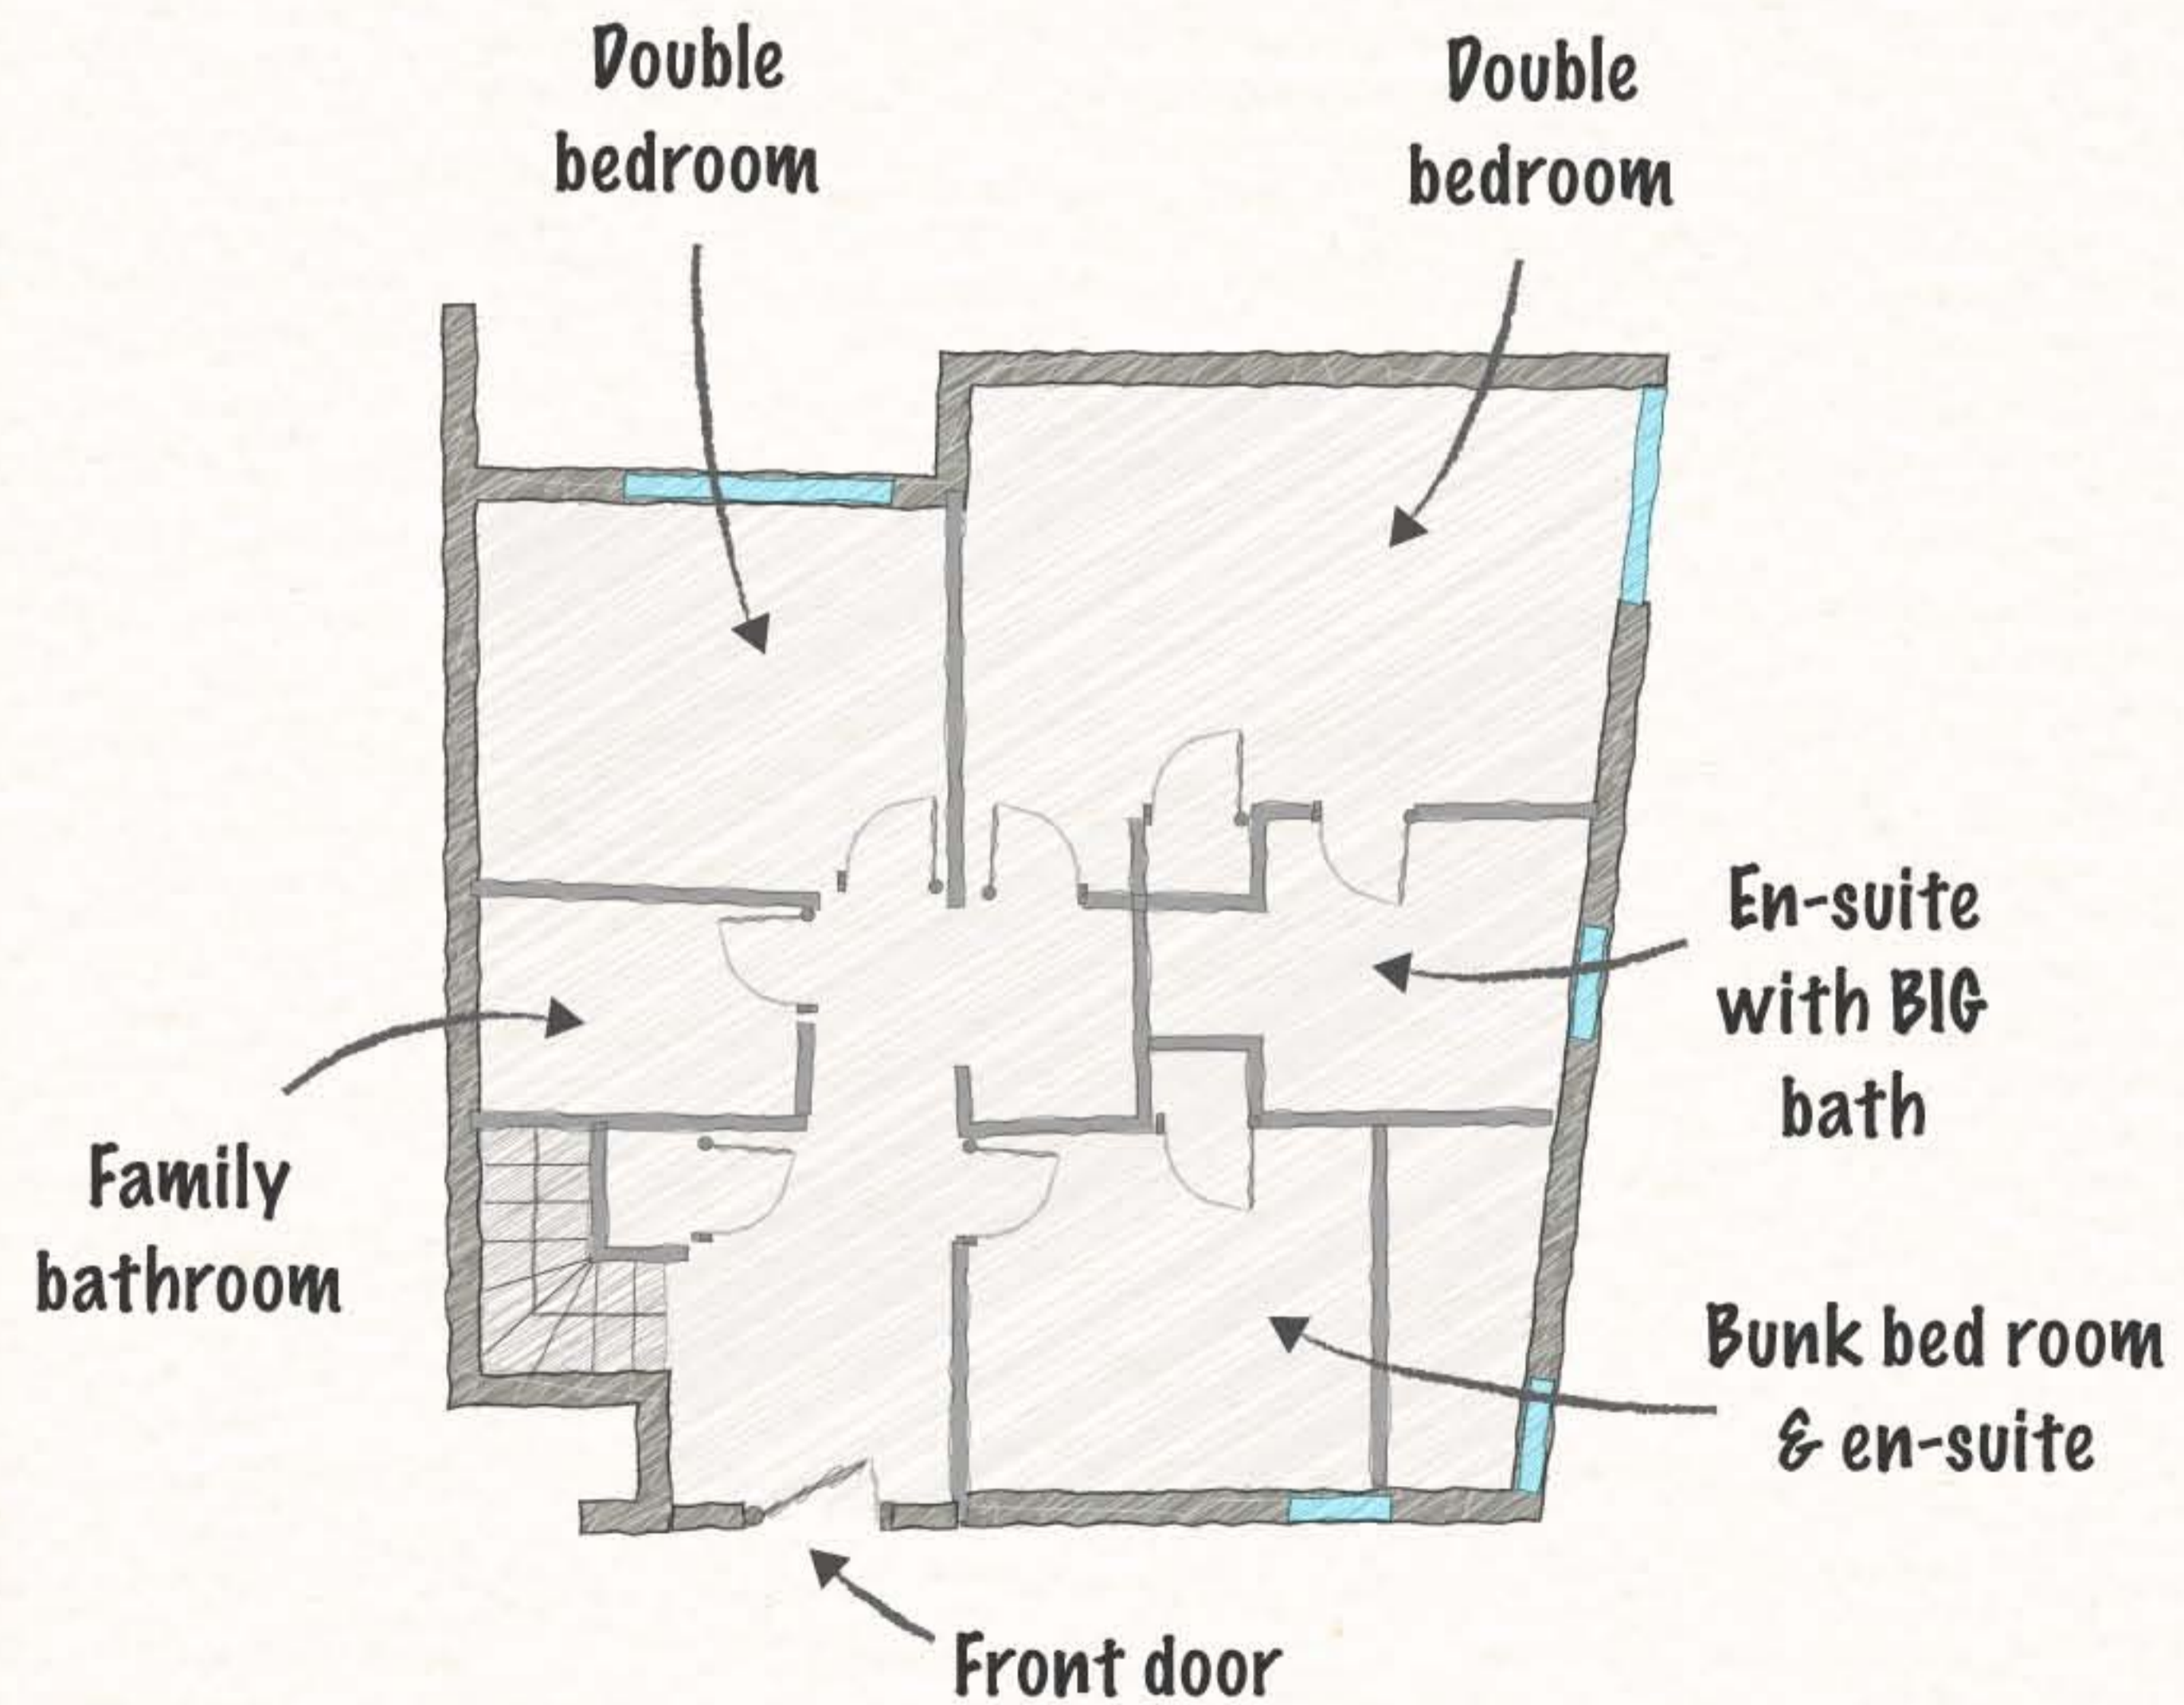 Double
bedroom
Double
bedroom
En-suite
with BIG
bath
Family
bathroom
Bunk bed room
& en-suite
Front door